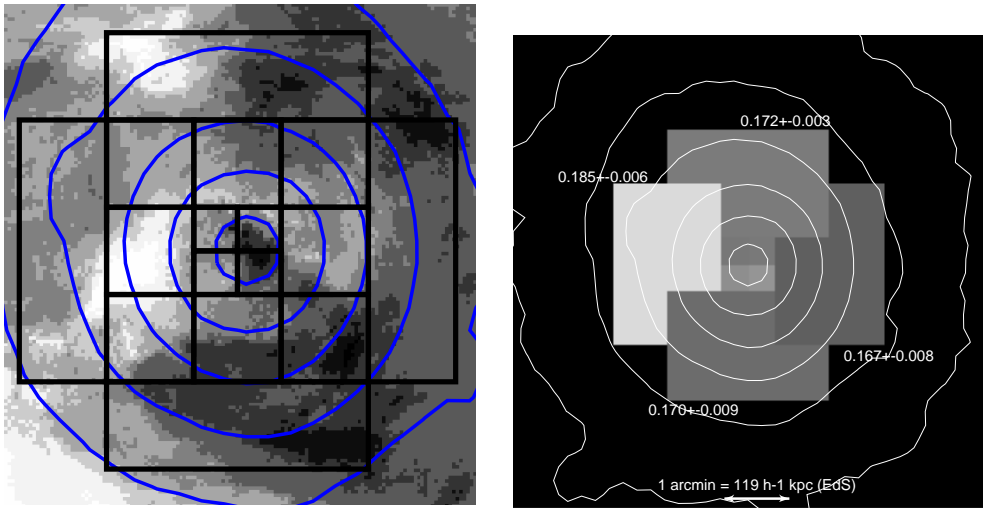 0.172+-0.003
0.185+-0.006
0.167+-0.008
0.170+-0.009
1 arcmin = 119 h-1 kpc (EdS)